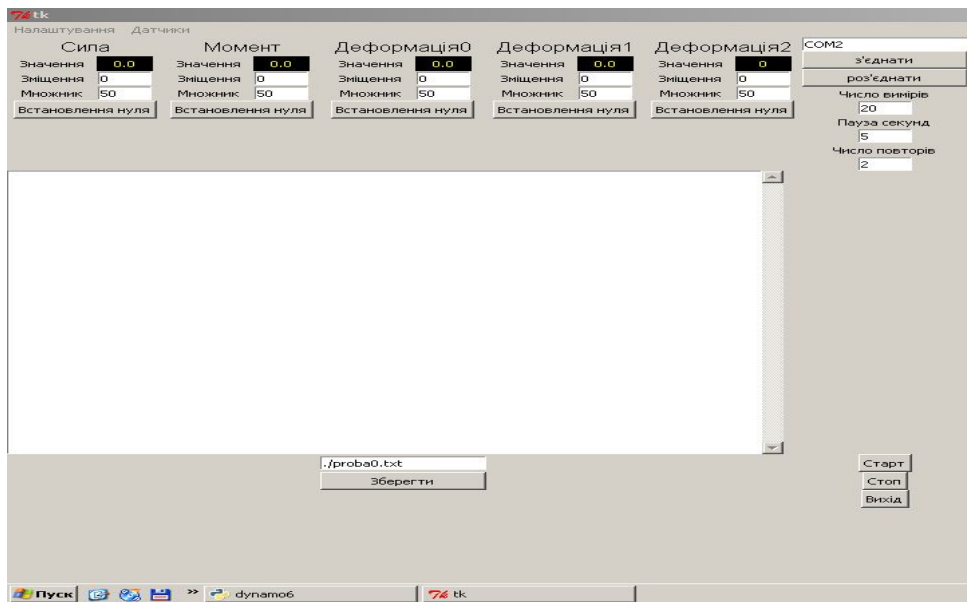 tk
Налаштування Датчики
Сила Момент Деформація0 Деформація1 Деформація2 COM2
Значення 0.0 Значення 0.0 Значення 0.0 Значення 0.0 Значення 0 з'єднати
Зміщення 0 Зміщення 0 Зміщення 0 Зміщення 0 Зміщення 0 роз'єднати
Множник 50 Множник 50 Множник 50 Множник 50 Множник 50 Число вимірів
Встановлення нуля Встановлення нуля Встановлення нуля Встановлення нуля Встановлення нуля 20
Пауза секунд
5
Число повторів
2
./proba0.txt Старт
Зберегти Стоп
Вихід
Пуск » dynamo6 tk